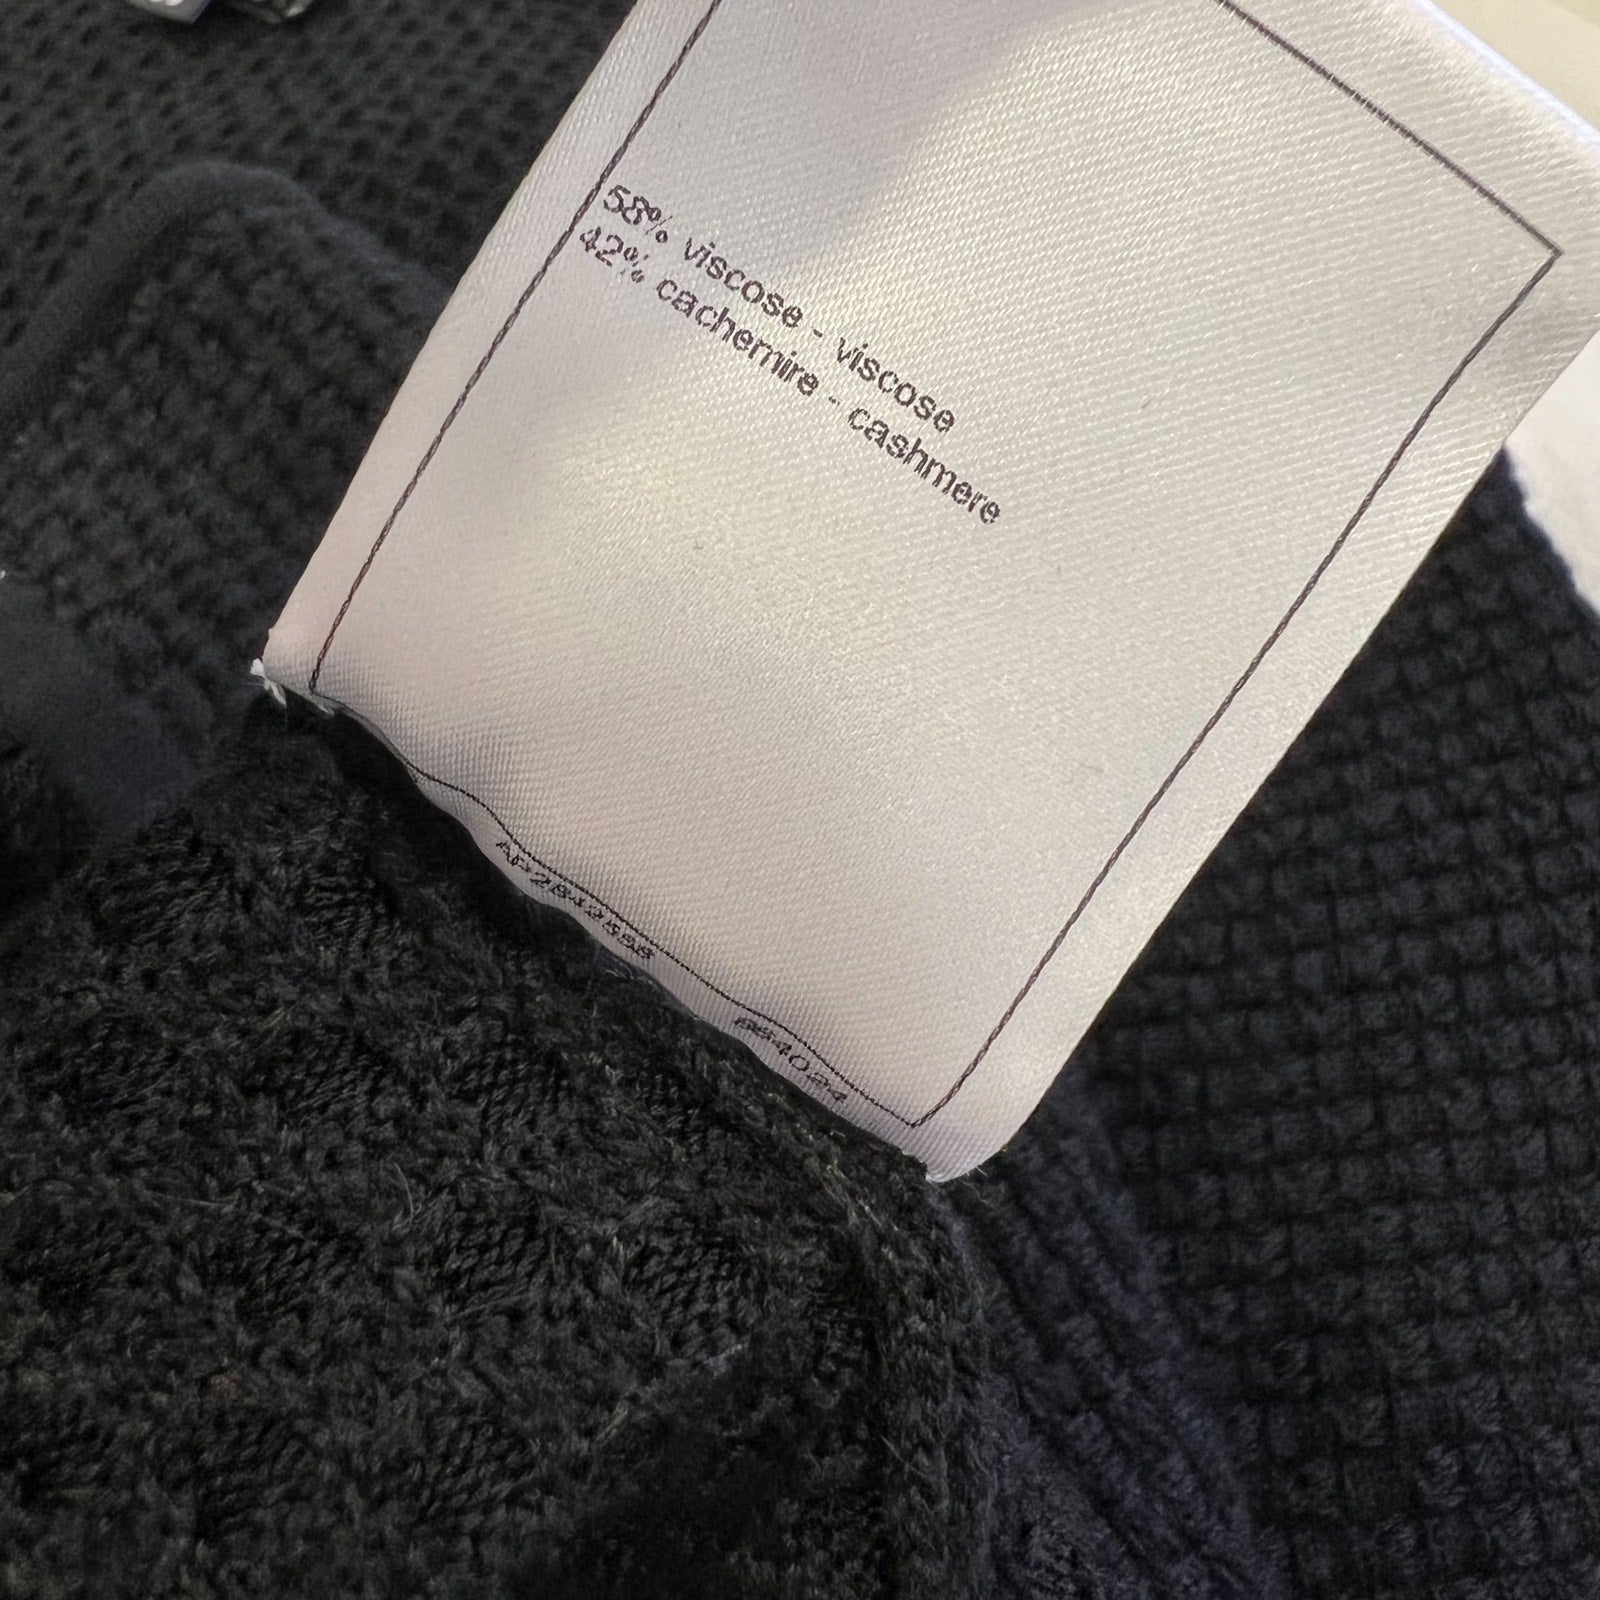 58% viscose - viscose
42% cachemire - cashmere